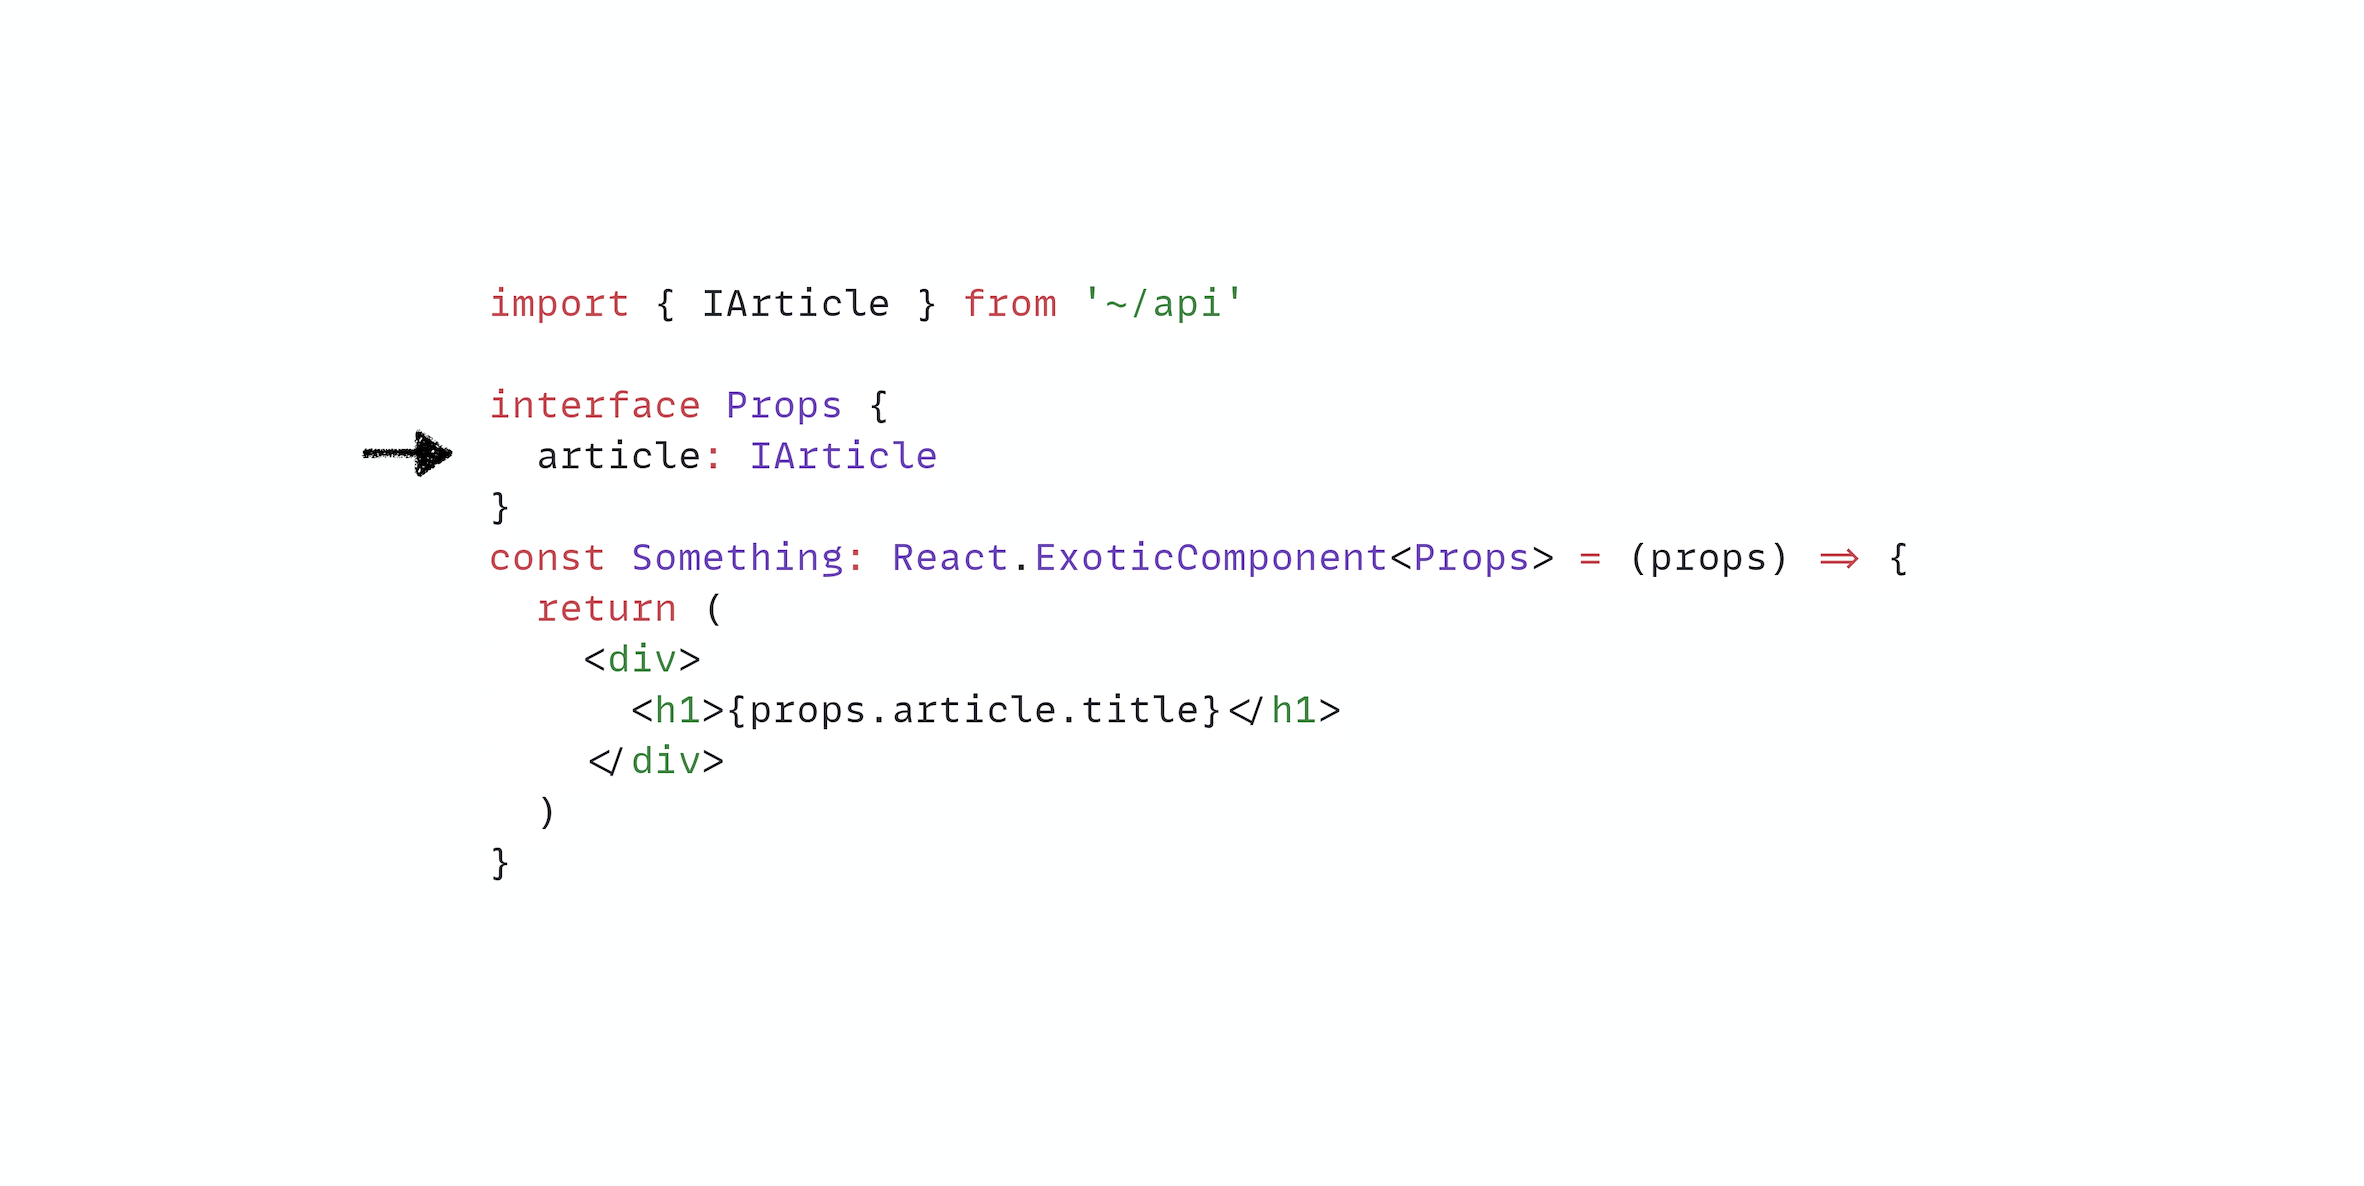 import { IArticle } from '~/api'
interface Props {
article: IArticle
}
const Something: React.ExoticComponent<Props> = (props) => {
return (
<div>
<h1>{props.article.title}</h1>
</div>
)
}